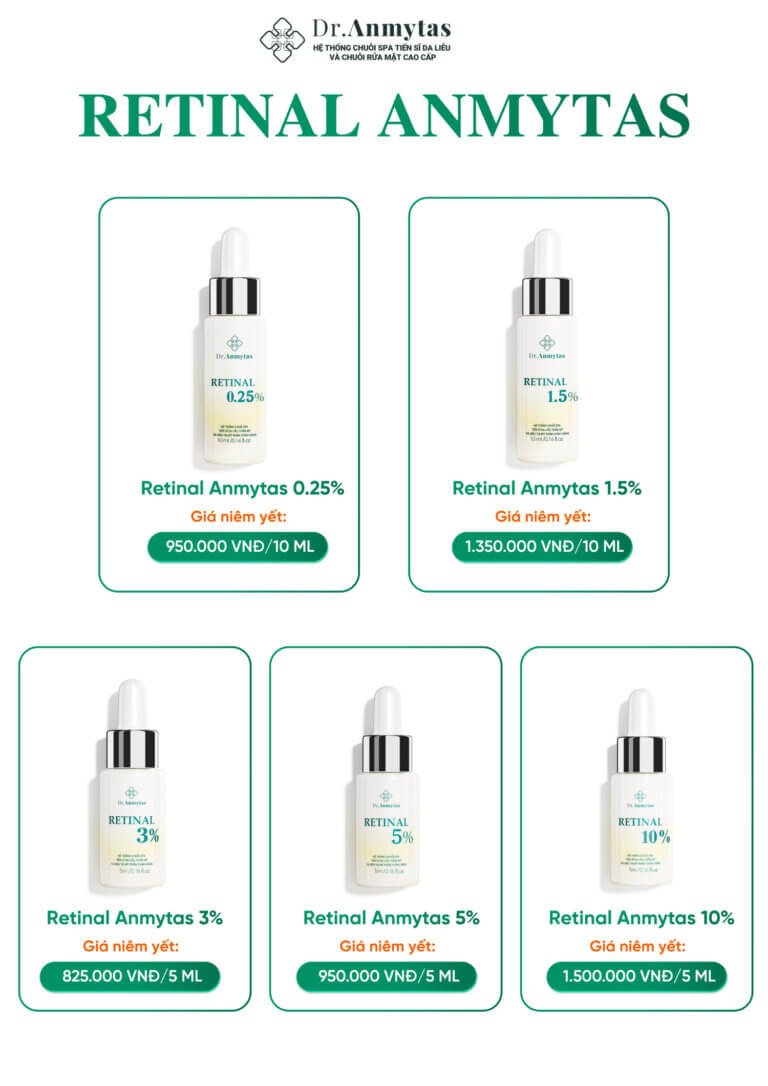 Dr.Anmytas
HỆ THỐNG CHUỖI SPA TIẾN SĨ DA LIỄU
VÀ CHUỖI RỬA MẶT CAO CẤP
RETINAL ANMYTAS
Dr.Anmytas
RETINAL
0.25%
Retinal Anmytas 0.25%
Giá niêm yết:
950.000 VNĐ/10 ML
Dr.Anmytas
RETINAL
1.5%
Retinal Anmytas 1.5%
Giá niêm yết:
1.350.000 VNĐ/10 ML
Dr.Anmytas
RETINAL
3%
Retinal Anmytas 3%
Giá niêm yết:
825.000 VNĐ/5 ML
Dr.Anmytas
RETINAL
5%
Retinal Anmytas 5%
Giá niêm yết:
950.000 VNĐ/5 ML
Dr.Anmytas
RETINAL
10%
Retinal Anmytas 10%
Giá niêm yết:
1.500.000 VNĐ/5 ML